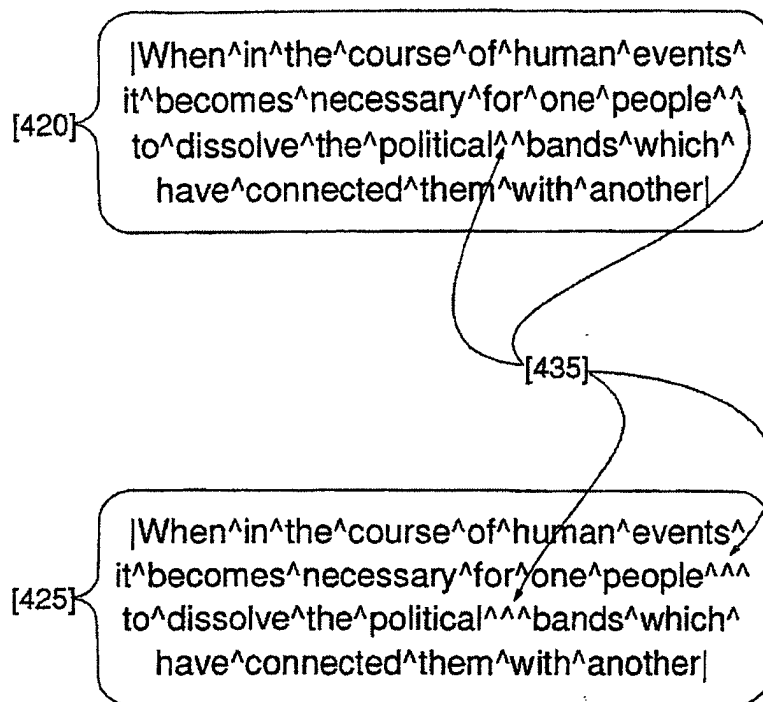 |When^in^the^course^of^human^events^
it^becomes^necessary^for^one^people^^
[420]
to^dissolve^the^political^^bands^which^
have^connected^them^with^another|
[435]
|When^in^the^course^of^human^events^
it^becomes^necessary^for^one^people^^^
[425]
to^dissolve^the^political^^^bands^which^
have^connected^them^with^another|